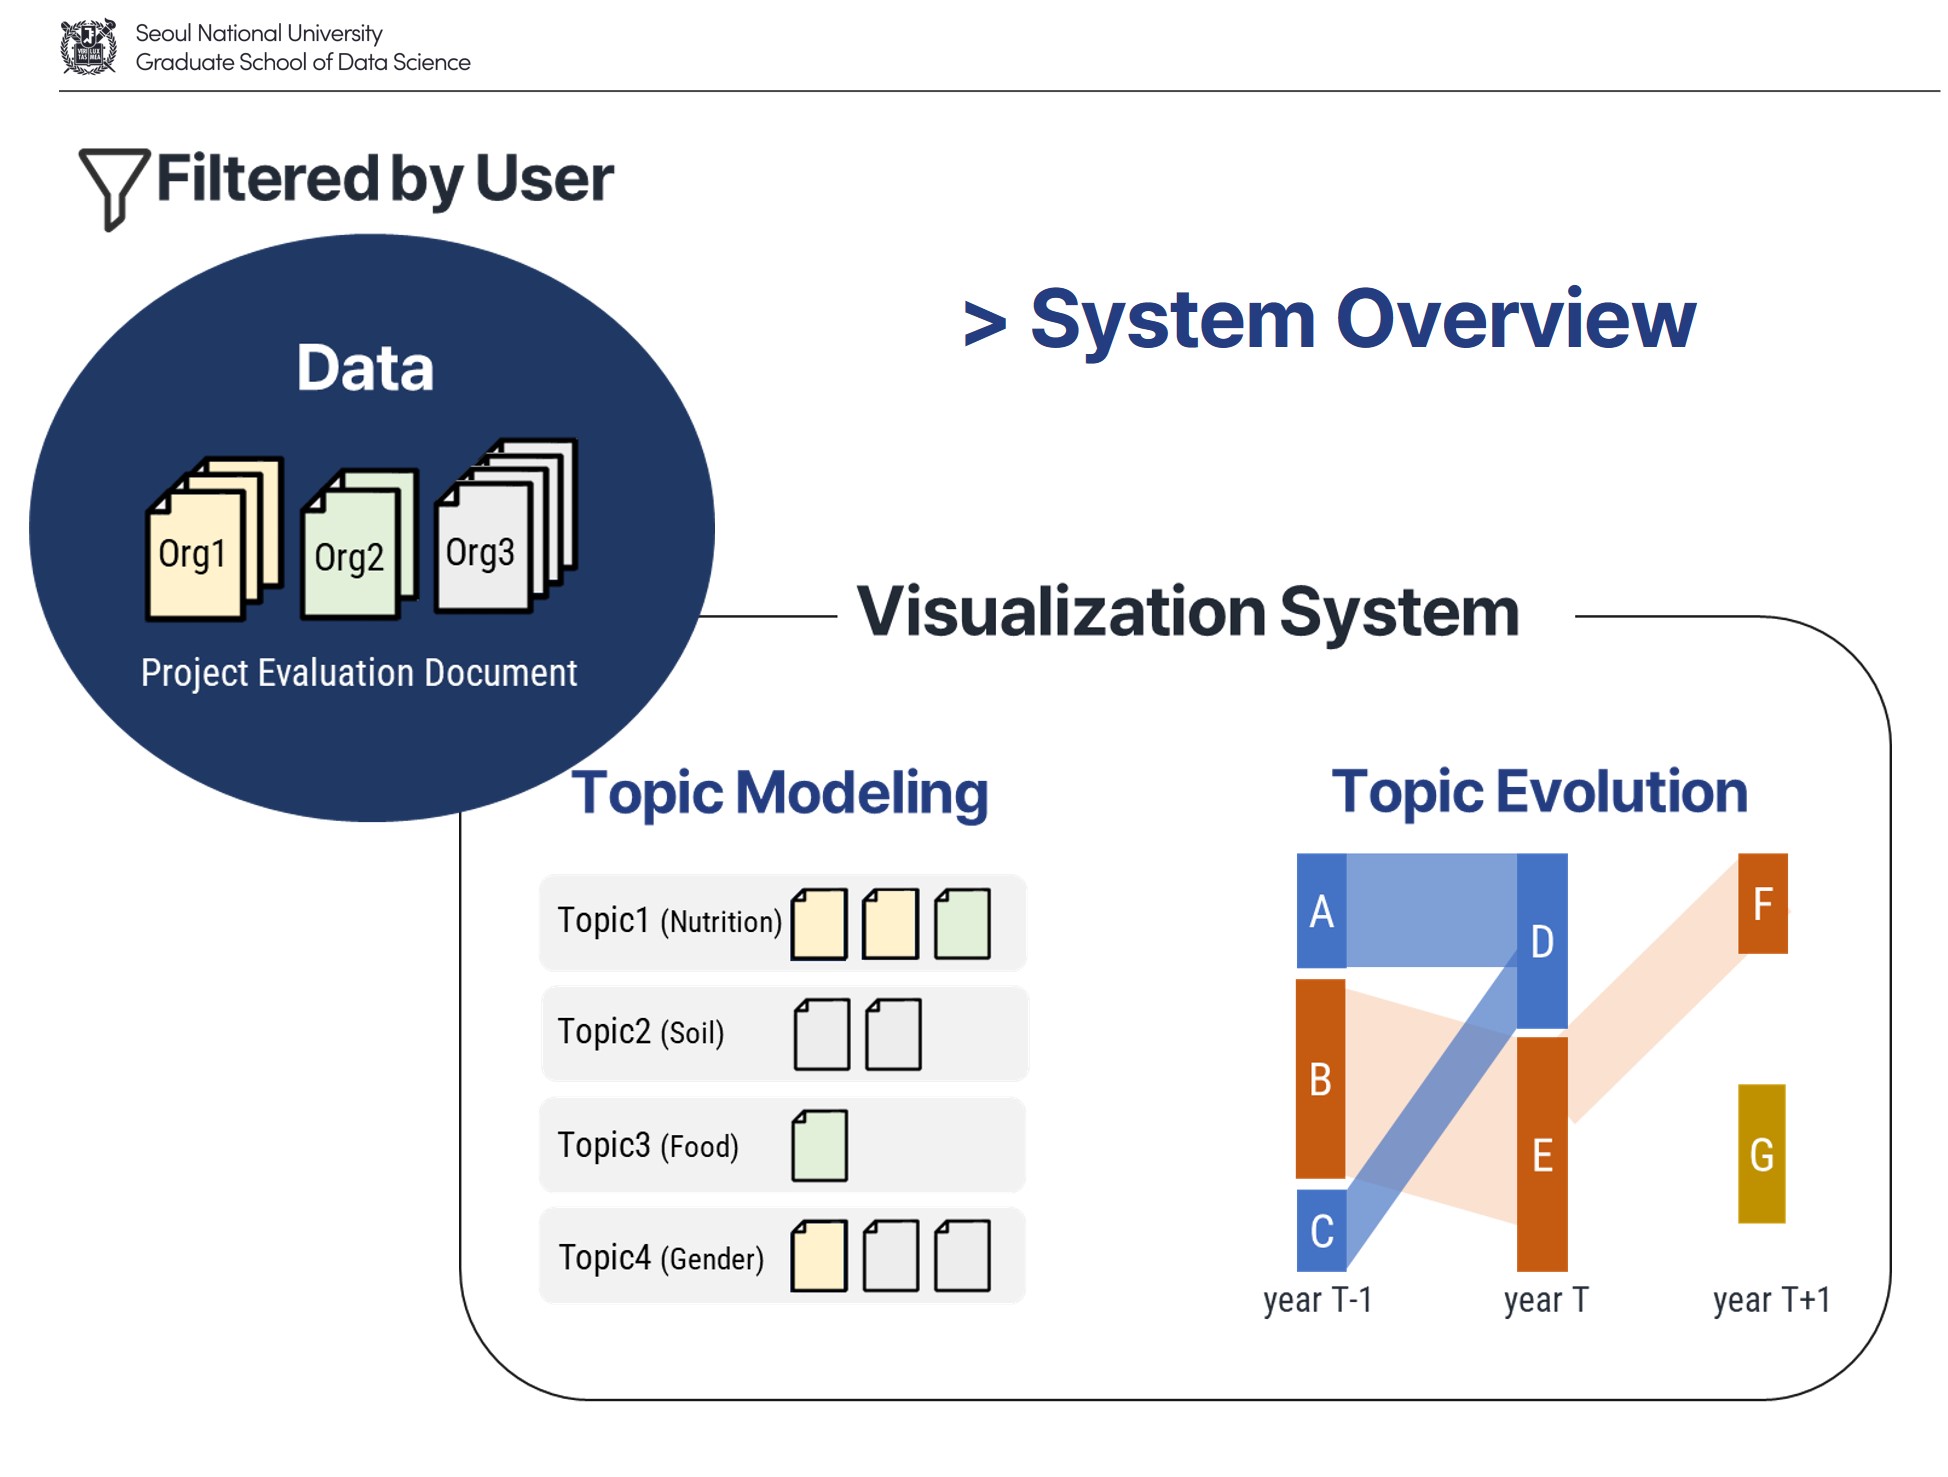 Seoul National University
Graduate School of Data Science
Filtered by User
> System Overview
Data
Org1
Org2
Org3
Project Evaluation Document
Visualization System
Topic Modeling
Topic1 (Nutrition)
Topic2 (Soil)
Topic3 (Food)
Topic4 (Gender)
Topic Evolution
A
B
C
D
E
F
G
year T-1
year T
year T+1